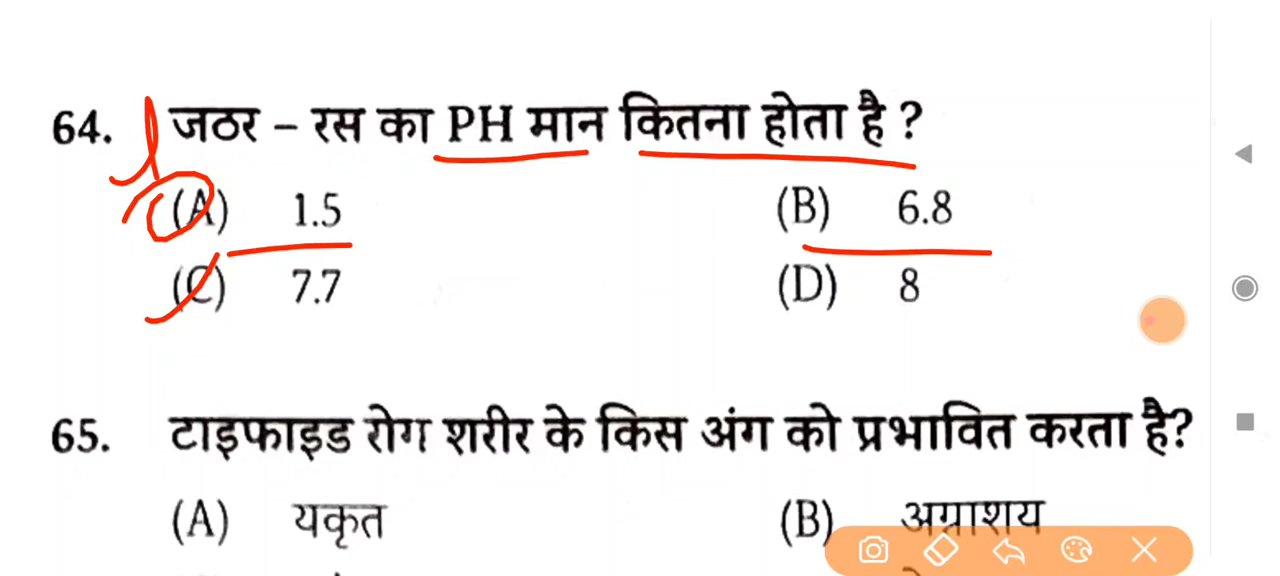 64. जठर – रस का PH मान कितना होता है ?
(A) 1.5 (B) 6.8
(C) 7.7 (D) 8
65. टाइफाइड रोग शरीर के किस अंग को प्रभावित करता है?
(A) यकृत (B) अग्नाशय